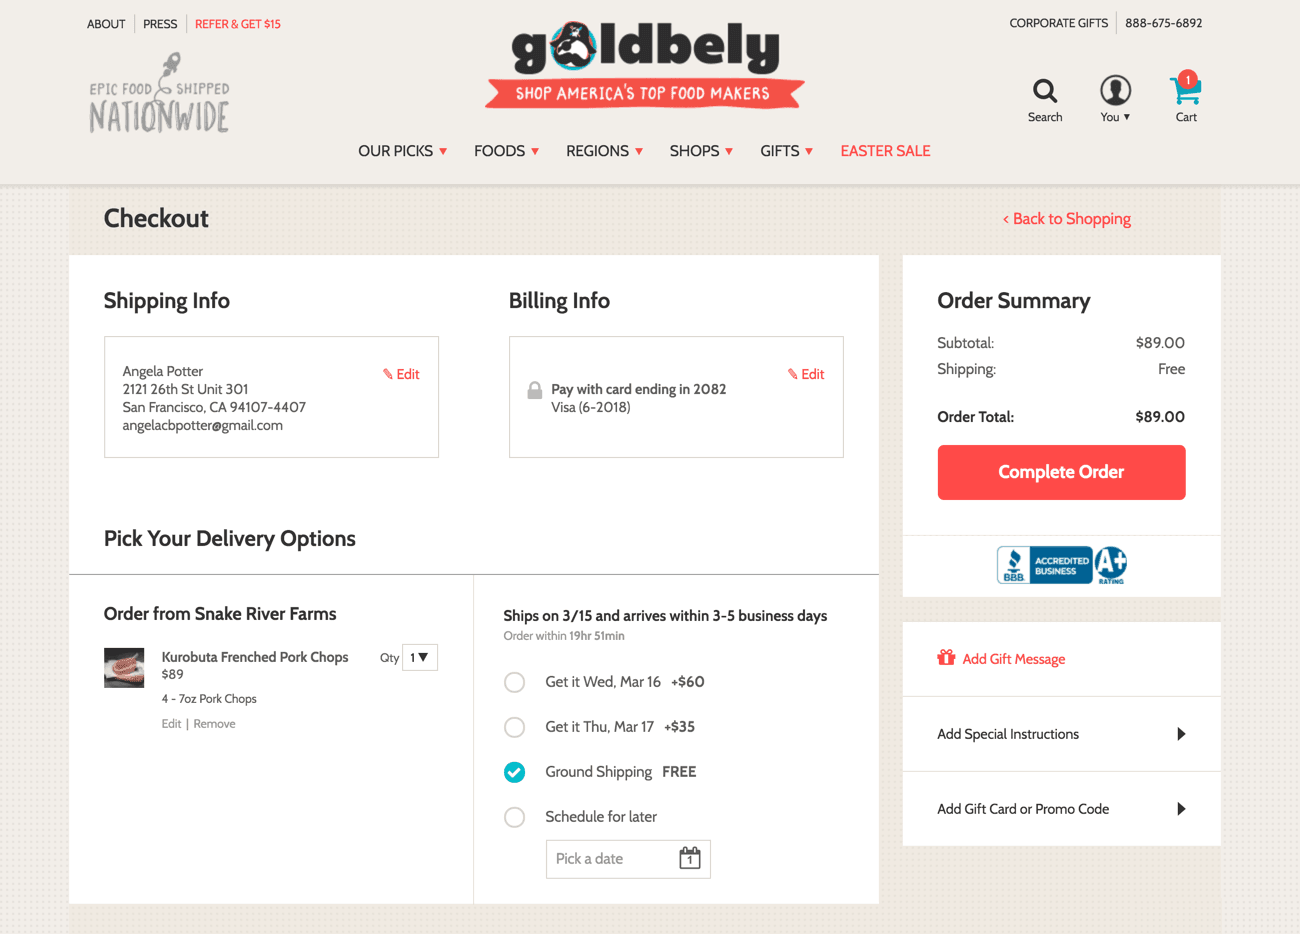 ABOUT PRESS REFER & GET $15
CORPORATE GIFTS 888-675-6892
EPIC FOOD SHIPPED
NATIONWIDE
goldbely
SHOP AMERICA'S TOP FOOD MAKERS
1
Search You ▼ Cart
OUR PICKS ▼ FOODS ▼ REGIONS ▼ SHOPS ▼ GIFTS ▼ EASTER SALE
Checkout
< Back to Shopping
Shipping Info
Angela Potter
2121 26th St Unit 301
San Francisco, CA 94107-4407
angelacbpotter@gmail.com
Edit
Billing Info
Pay with card ending in 2082
Visa (6-2018)
Edit
Pick Your Delivery Options
Order from Snake River Farms
Kurobuta Frenched Pork Chops
$89
4 - 7oz Pork Chops
Edit | Remove
Qty 1 ▼
Ships on 3/15 and arrives within 3-5 business days
Order within 19hr 51min
Get it Wed, Mar 16 +$60
Get it Thu, Mar 17 +$35
Ground Shipping FREE
Schedule for later
Pick a date 1
Order Summary
Subtotal: $89.00
Shipping: Free
Order Total: $89.00
Complete Order
BBB. ACCREDITED BUSINESS A+ RATING
Add Gift Message
Add Special Instructions
Add Gift Card or Promo Code